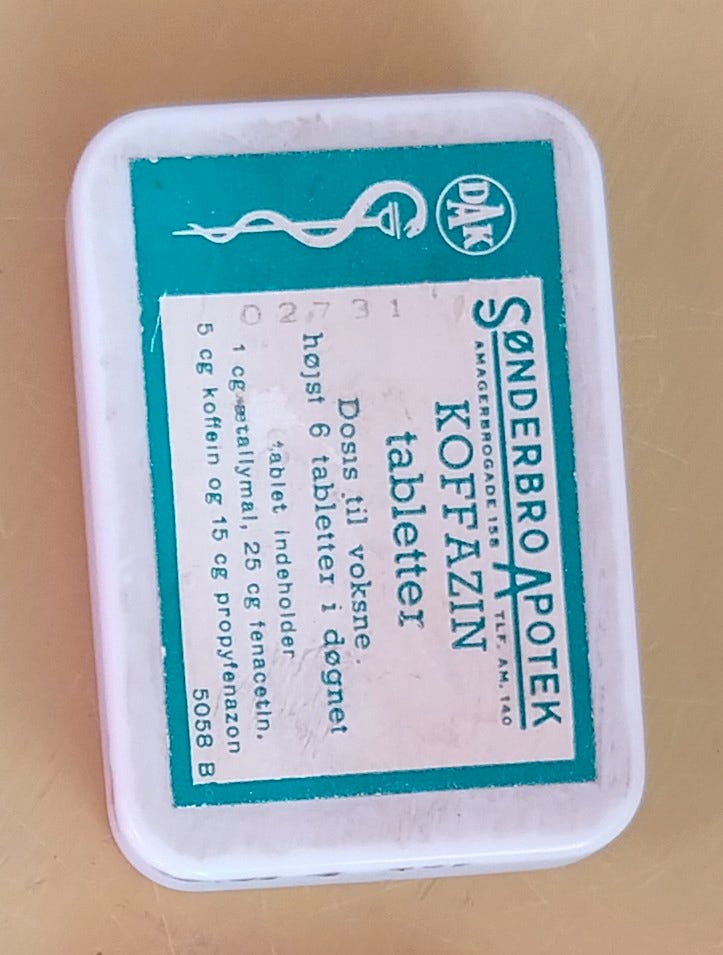 DAK
SØNDERBRO APOTEK
AMAGERBROGADE 158 TLF. AM. 140
KOFFAZIN
tabletter
02731
Dosis til voksne
højst 6 tabletter i døgnet
tablet indeholder
1 cg ætallymal, 25 cg fenacetin,
5 cg koffein og 15 cg propyfenazon
5058 B